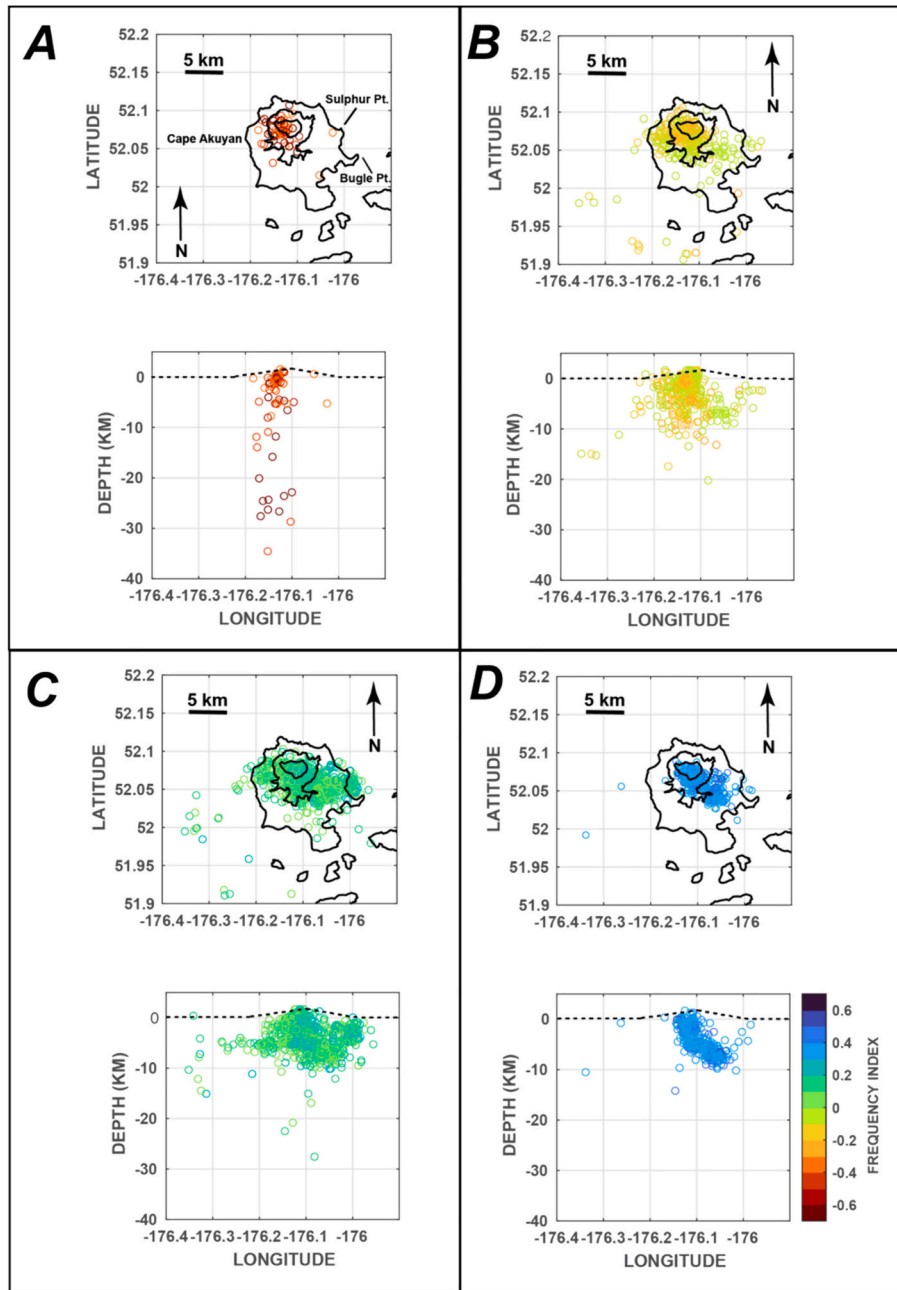 A
52.2
52.15
52.1
52.05
52
51.95
51.9
LATITUDE
5 km
Sulphur Pt.
Cape Akuyan
Bugle Pt.
N
-176.4 -176.3 -176.2 -176.1 -176
0
-10
-20
-30
-40
DEPTH (KM)
-176.4 -176.3 -176.2 -176.1 -176
LONGITUDE
B
52.2
52.15
52.1
52.05
52
51.95
51.9
LATITUDE
5 km
N
-176.4 -176.3 -176.2 -176.1 -176
0
-10
-20
-30
-40
DEPTH (KM)
-176.4 -176.3 -176.2 -176.1 -176
LONGITUDE
C
52.2
52.15
52.1
52.05
52
51.95
51.9
LATITUDE
5 km
N
-176.4 -176.3 -176.2 -176.1 -176
0
-10
-20
-30
-40
DEPTH (KM)
-176.4 -176.3 -176.2 -176.1 -176
LONGITUDE
D
52.2
52.15
52.1
52.05
52
51.95
51.9
LATITUDE
5 km
N
-176.4 -176.3 -176.2 -176.1 -176
0
-10
-20
-30
-40
DEPTH (KM)
-176.4 -176.3 -176.2 -176.1 -176
LONGITUDE
0.6
0.4
0.2
0
-0.2
-0.4
-0.6
FREQUENCY INDEX